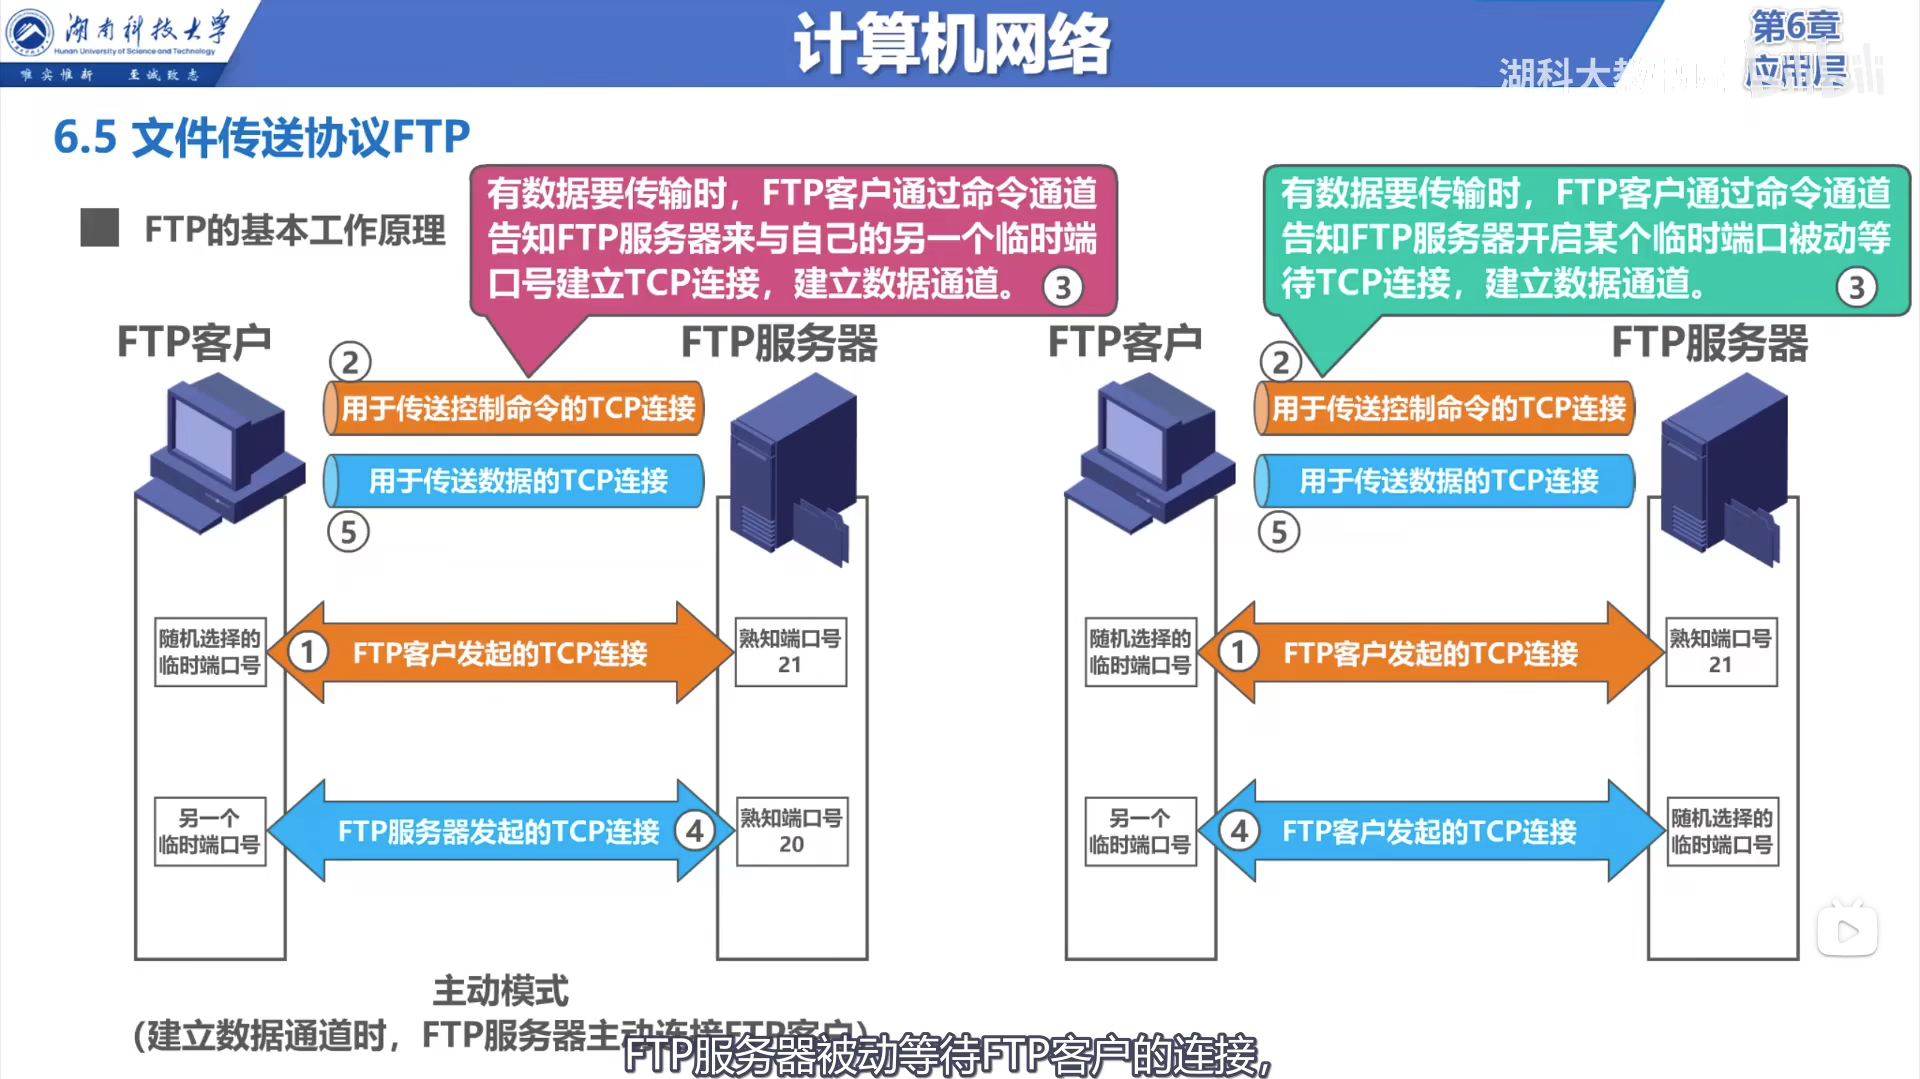 湖南科技大学
Hunan University of Science and Technology
唯实惟新 至诚致志
计算机网络
第6章
应用层
湖科大教
6.5 文件传送协议FTP
FTP的基本工作原理
有数据要传输时，FTP客户通过命令通道
告知FTP服务器来与自己的另一个临时端
口号建立TCP连接，建立数据通道。
③
FTP客户
FTP服务器
②
用于传送控制命令的TCP连接
用于传送数据的TCP连接
⑤
随机选择的
临时端口号
①
FTP客户发起的TCP连接
熟知端口号
21
另一个
临时端口号
FTP服务器发起的TCP连接
④
熟知端口号
20
主动模式
(建立数据通道时，FTP服务器主动连接FTP客户)
有数据要传输时，FTP客户通过命令通道
告知FTP服务器开启某个临时端口被动等
待TCP连接，建立数据通道。
③
FTP客户
FTP服务器
②
用于传送控制命令的TCP连接
用于传送数据的TCP连接
⑤
随机选择的
临时端口号
①
FTP客户发起的TCP连接
熟知端口号
21
另一个
临时端口号
④
FTP客户发起的TCP连接
随机选择的
临时端口号
FTP服务器被动等待FTP客户的连接，